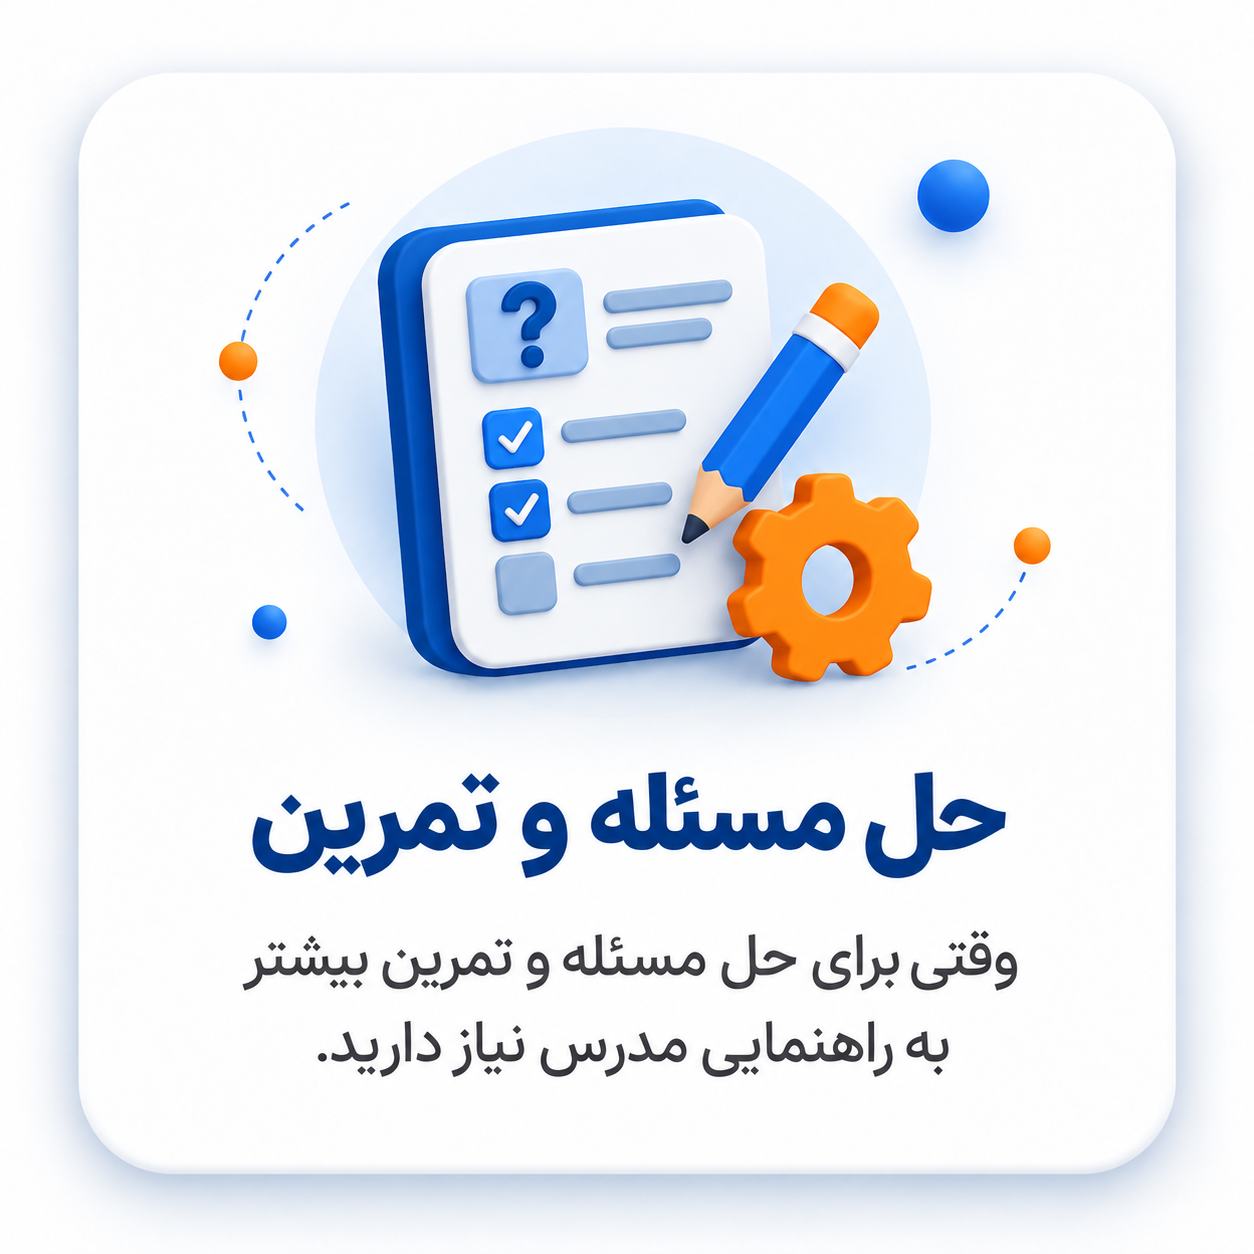 ?
حل مسئله و تمرین
وقتی برای حل مسئله و تمرین بیشتر
به راهنمایی مدرس نیاز دارید.